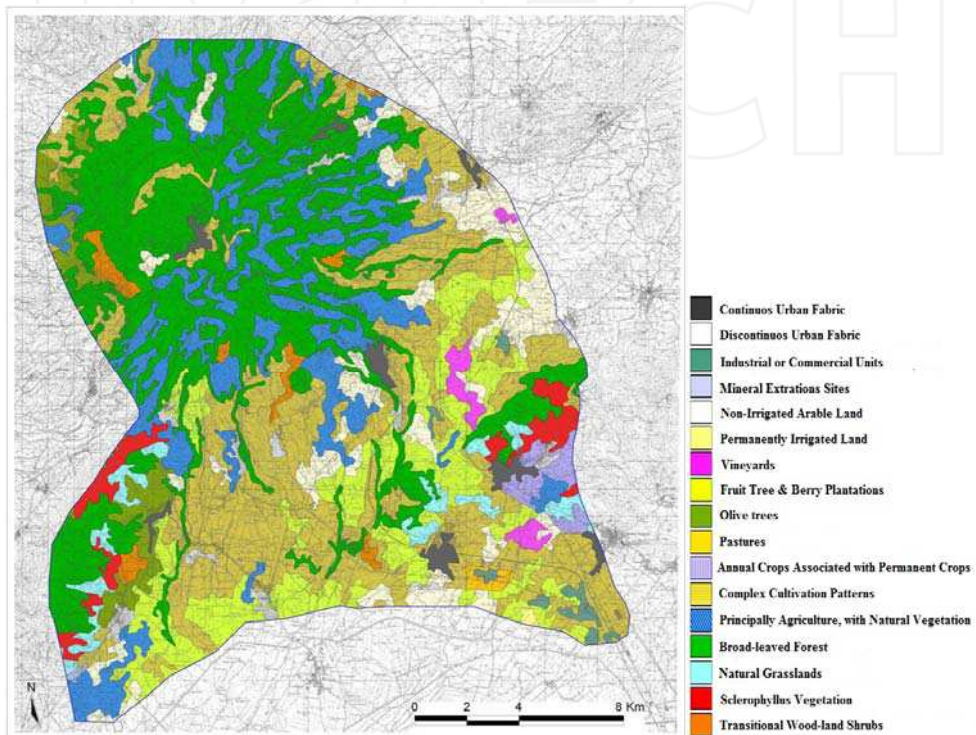 CH
Continuos Urban Fabric
Discontinuos Urban Fabric
Industrial or Commercial Units
Mineral Extrations Sites
Non-Irrigated Arable Land
Permanently Irrigated Land
Vineyards
Fruit Tree & Berry Plantations
Olive trees
Pastures
Annual Crops Associated with Permanent Crops
Complex Cultivation Patterns
Principally Agriculture, with Natural Vegetation
Broad-leaved Forest
Natural Grasslands
Sclerophyllus Vegetation
Transitional Wood-land Shrubs
N
0 2 4 8 Km